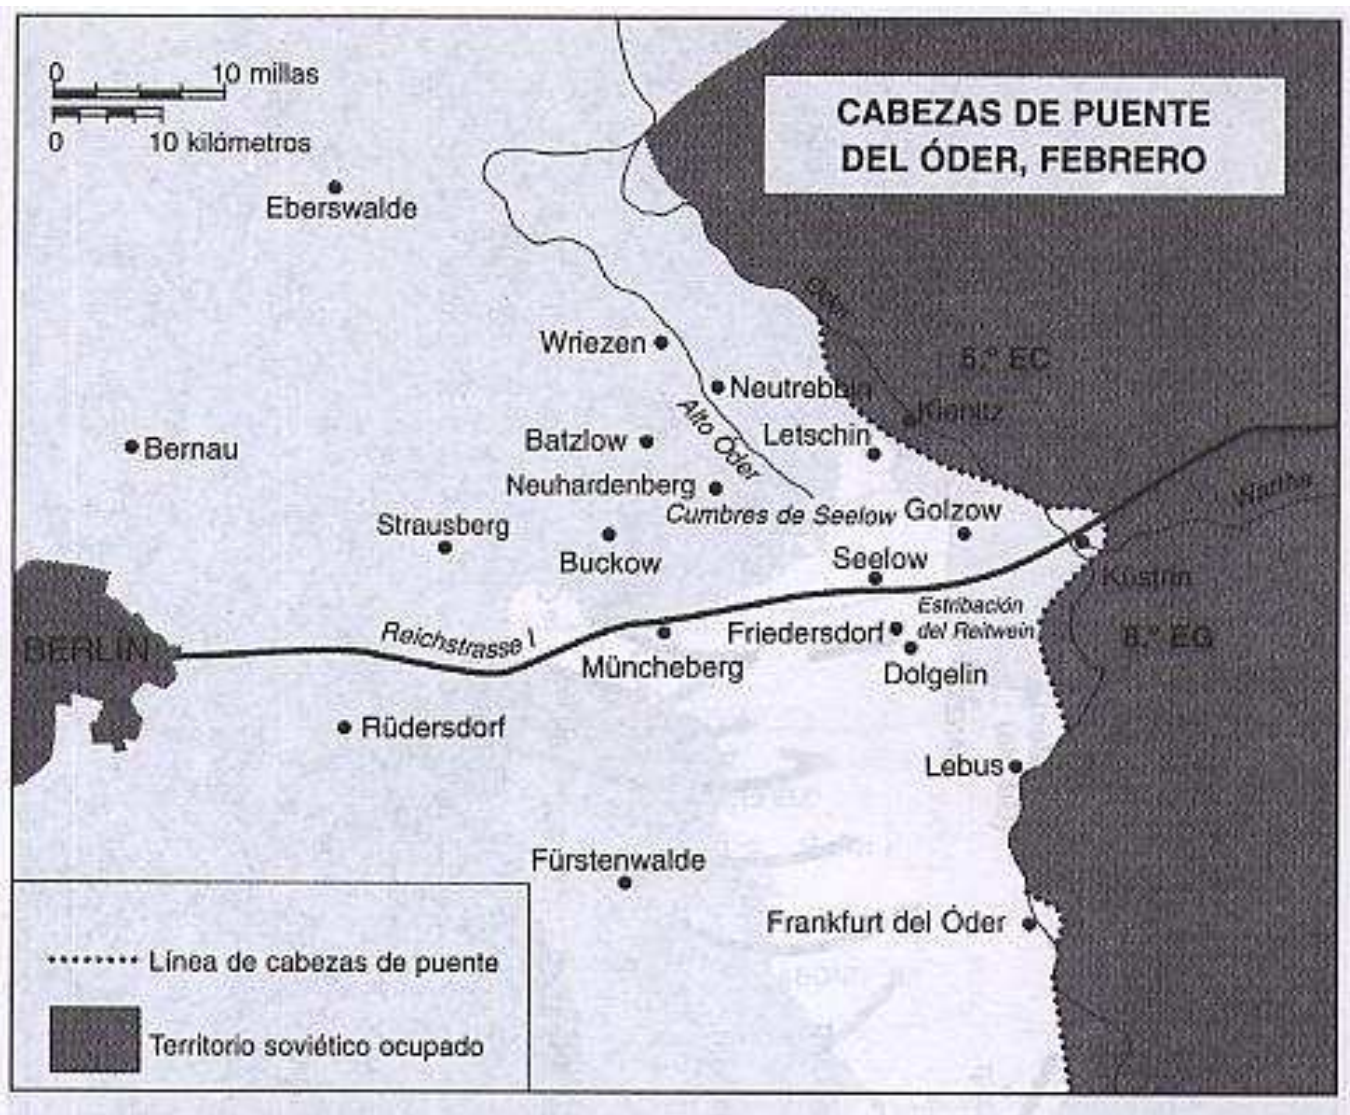 0 10 millas
0 10 kilómetros
CABEZAS DE PUENTE
DEL ÓDER, FEBRERO
Eberswalde
Wriezen
Neutrebbin
5.º EC
Kienitz
Alto Óder
Letschin
Batzlow
Bernau
Neuhardenberg
Wartha
Cumbres de Seelow
Golzow
Strausberg
Buckow
Seelow
Küstrin
Estribación
del Reitwein
Friedersdorf
8.º EG
Reichstrasse I
BERLÍN
Müncheberg
Dolgelin
Rüdersdorf
Lebus
Fürstenwalde
Frankfurt del Óder
Línea de cabezas de puente
Territorio soviético ocupado